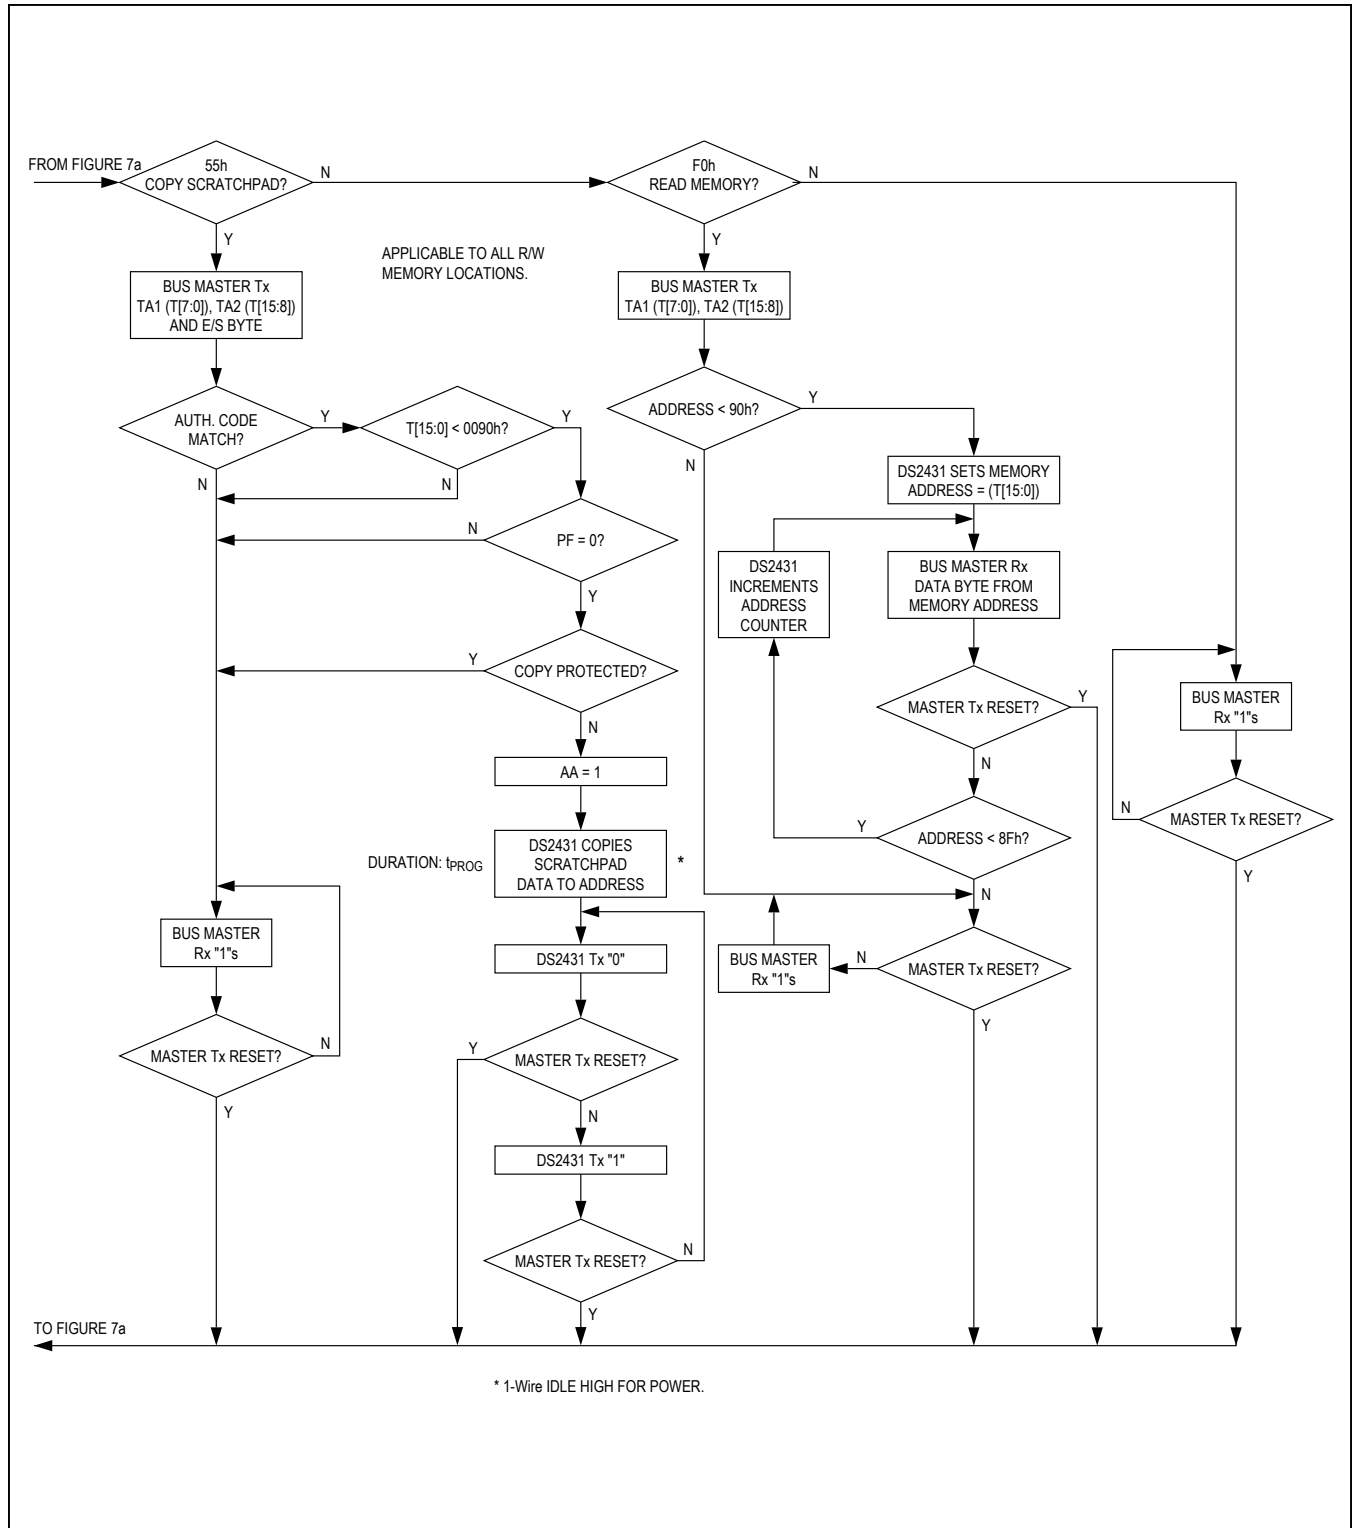 FROM FIGURE 7a
55h
COPY SCRATCHPAD?
N
Y
F0h
READ MEMORY?
N
Y
APPLICABLE TO ALL R/W
MEMORY LOCATIONS.
BUS MASTER Tx
TA1 (T[7:0]), TA2 (T[15:8])
AND E/S BYTE
AUTH. CODE
MATCH?
Y
N
T[15:0] < 0090h?
Y
N
PF = 0?
N
Y
COPY PROTECTED?
Y
N
AA = 1
DURATION: tPROG
DS2431 COPIES
SCRATCHPAD
DATA TO ADDRESS
*
DS2431 Tx "0"
MASTER Tx RESET?
Y
N
DS2431 Tx "1"
MASTER Tx RESET?
N
Y
BUS MASTER
Rx "1"s
MASTER Tx RESET?
N
Y
BUS MASTER Tx
TA1 (T[7:0]), TA2 (T[15:8])
ADDRESS < 90h?
Y
N
DS2431 SETS MEMORY
ADDRESS = (T[15:0])
BUS MASTER Rx
DATA BYTE FROM
MEMORY ADDRESS
DS2431
INCREMENTS
ADDRESS
COUNTER
MASTER Tx RESET?
Y
N
ADDRESS < 8Fh?
Y
N
MASTER Tx RESET?
N
Y
BUS MASTER
Rx "1"s
BUS MASTER
Rx "1"s
MASTER Tx RESET?
N
Y
TO FIGURE 7a
* 1-Wire IDLE HIGH FOR POWER.